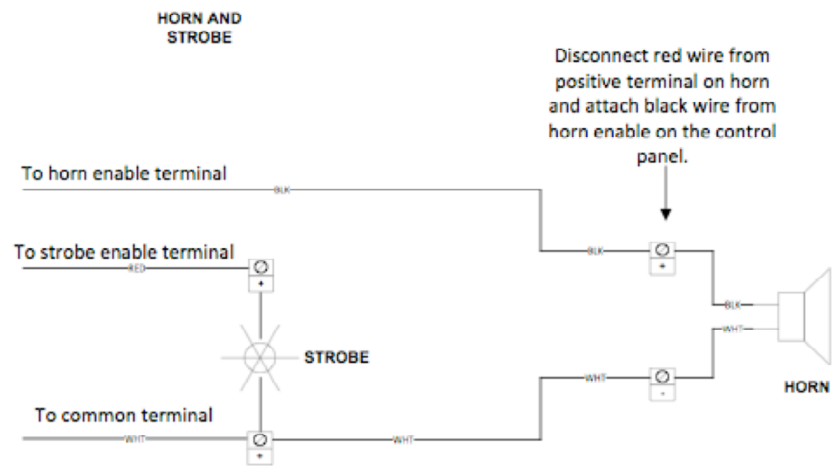 HORN AND
STROBE
Disconnect red wire from
positive terminal on horn
and attach black wire from
horn enable on the control
panel.
To horn enable terminal
BLK
To strobe enable terminal
RED
BLK
+
+
BLK
WHT
STROBE
HORN
WHT
-
To common terminal
WHT
WHT
+